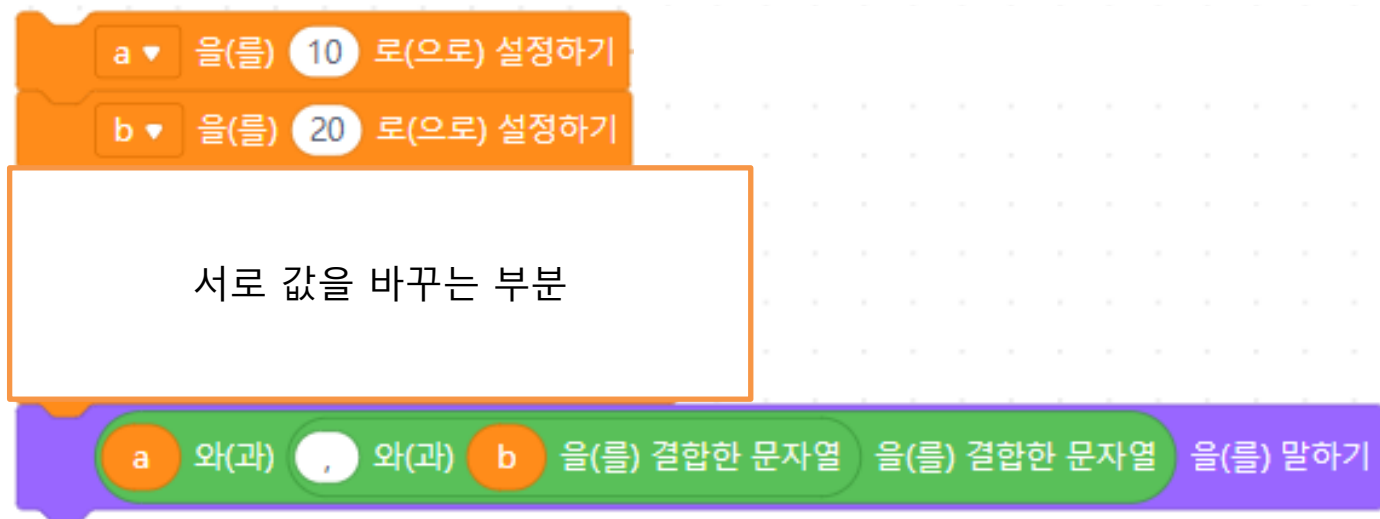 a ▼ 을(를) 10 로(으로) 설정하기
b ▼ 을(를) 20 로(으로) 설정하기
서로 값을 바꾸는 부분
a 와(과) , 와(과) b 을(를) 결합한 문자열 을(를) 결합한 문자열 을(를) 말하기